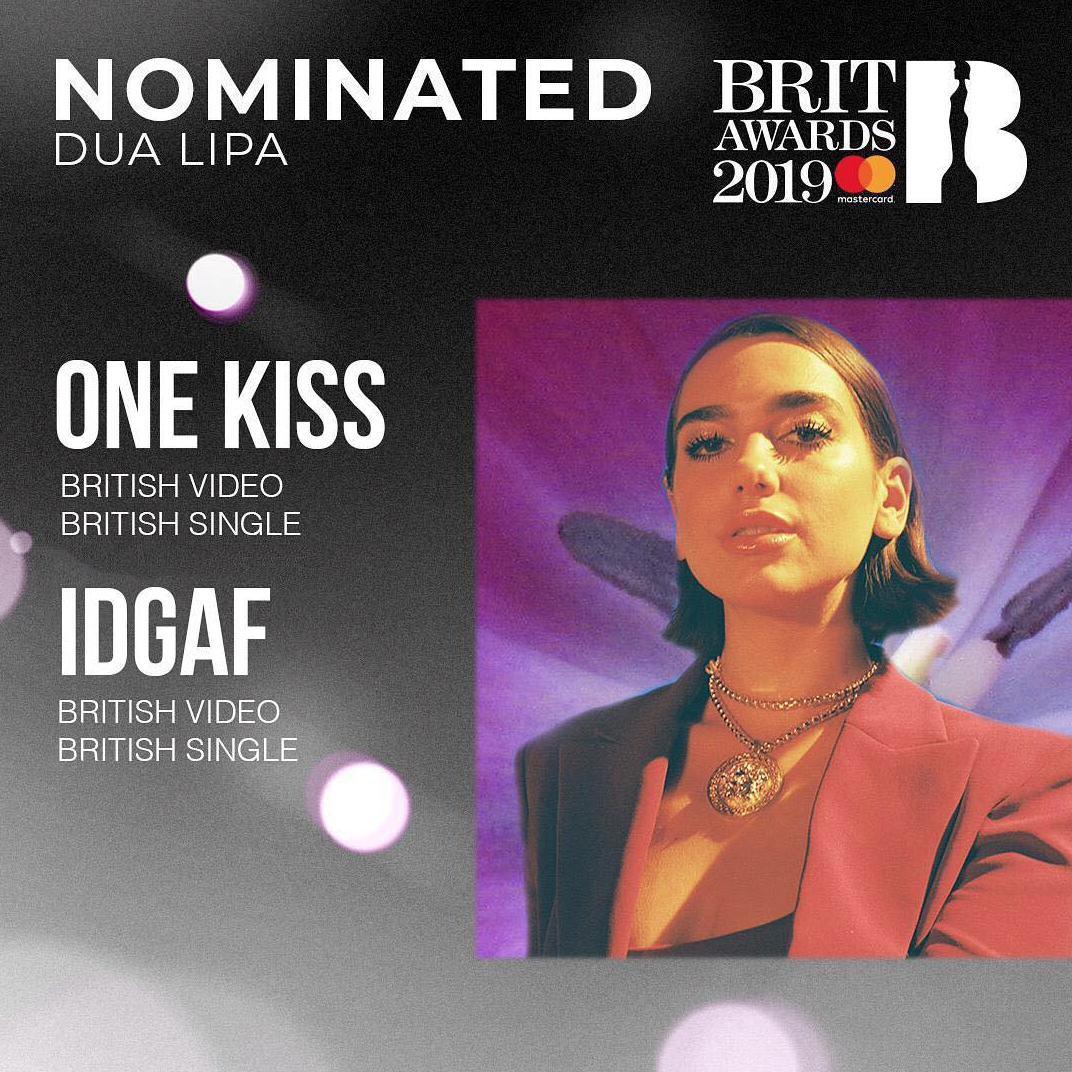 NOMINATED
DUA LIPA
BRIT
AWARDS
2019
mastercard.
B
ONE KISS
BRITISH VIDEO
BRITISH SINGLE
IDGAF
BRITISH VIDEO
BRITISH SINGLE